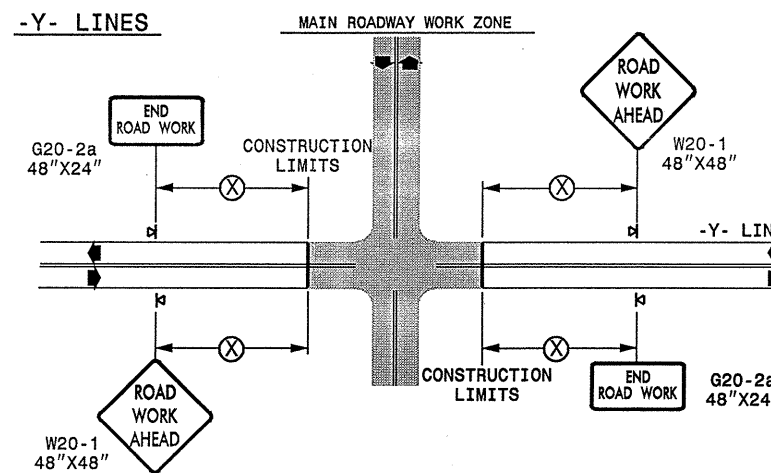 -Y- LINES
MAIN ROADWAY WORK ZONE
END
ROAD WORK
G20-2a
48"X24"
CONSTRUCTION
LIMITS
ROAD
WORK
AHEAD
W20-1
48"X48"
X
X
-Y- LIN
X
X
ROAD
WORK
AHEAD
W20-1
48"X48"
CONSTRUCTION
LIMITS
END
ROAD WORK
G20-2a
48"X24